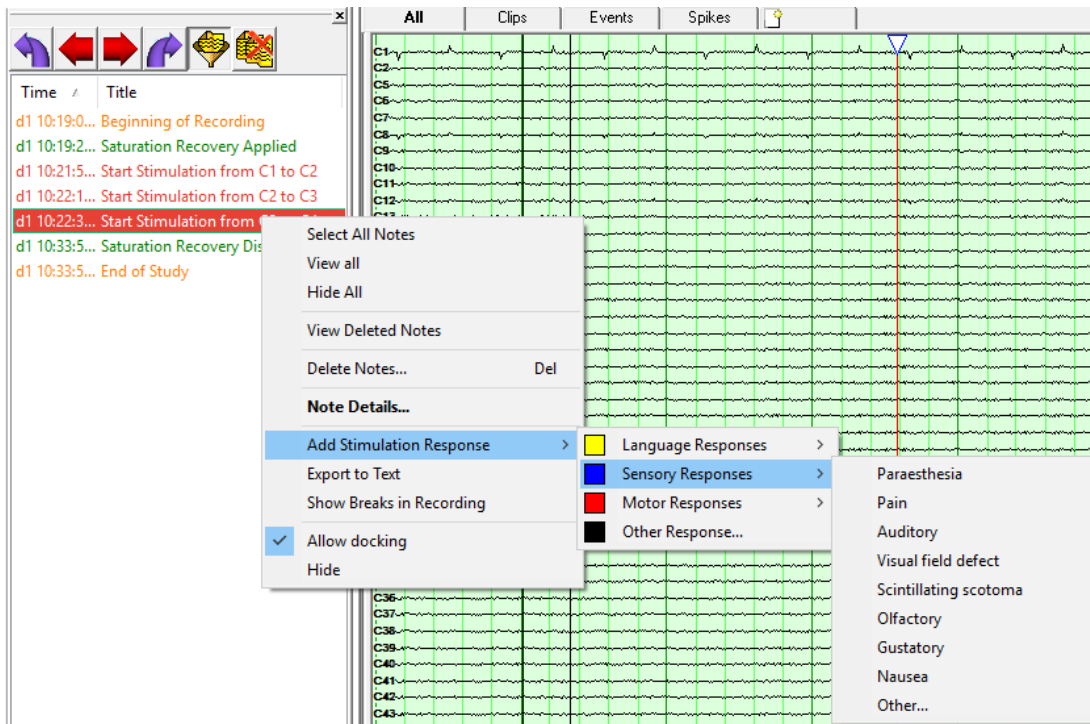 All Clips Events Spikes
Time Title
d1 10:19:0... Beginning of Recording
d1 10:19:2... Saturation Recovery Applied
d1 10:21:5... Start Stimulation from C1 to C2
d1 10:22:1... Start Stimulation from C2 to C3
d1 10:22:3... Start Stimulation from
d1 10:33:5... Saturation Recovery Dis
d1 10:33:5... End of Study
Select All Notes
View all
Hide All
View Deleted Notes
Delete Notes... Del
Note Details...
Add Stimulation Response
Export to Text
Show Breaks in Recording
Allow docking
Hide
Language Responses
Sensory Responses
Motor Responses
Other Response...
Paraesthesia
Pain
Auditory
Visual field defect
Scintillating scotoma
Olfactory
Gustatory
Nausea
Other...
C1
C2
C5
C6
C7
C8
C9
C10
C11
C12
C13
C36
C37
C38
C39
C40
C41
C42
C43